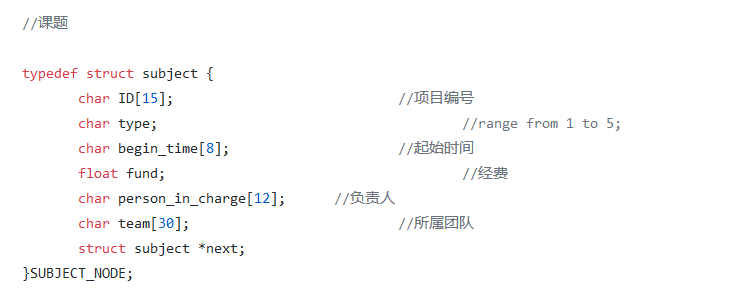 //课题
typedef struct subject {
char ID[15]; //项目编号
char type; //range from 1 to 5;
char begin_time[8]; //起始时间
float fund; //经费
char person_in_charge[12]; //负责人
char team[30]; //所属团队
struct subject *next;
}SUBJECT_NODE;